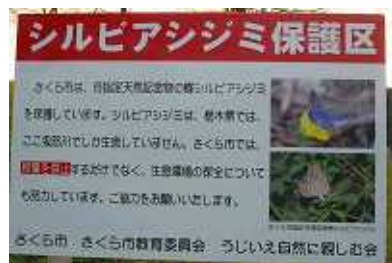 シルビアシジミ保護区
さくら市は、市指定天然記念物の蝶シルビアシジミ
を保護しています。シルビアシジミは、栃木県では、
ここ鬼怒川でしか生息していません。さくら市では、
採集を禁止するだけでなく、生息環境の保全について
も努力しています。ご協力をお願いいたします。
さくら市 さくら市教育委員会 うじいえ自然に親しむ会